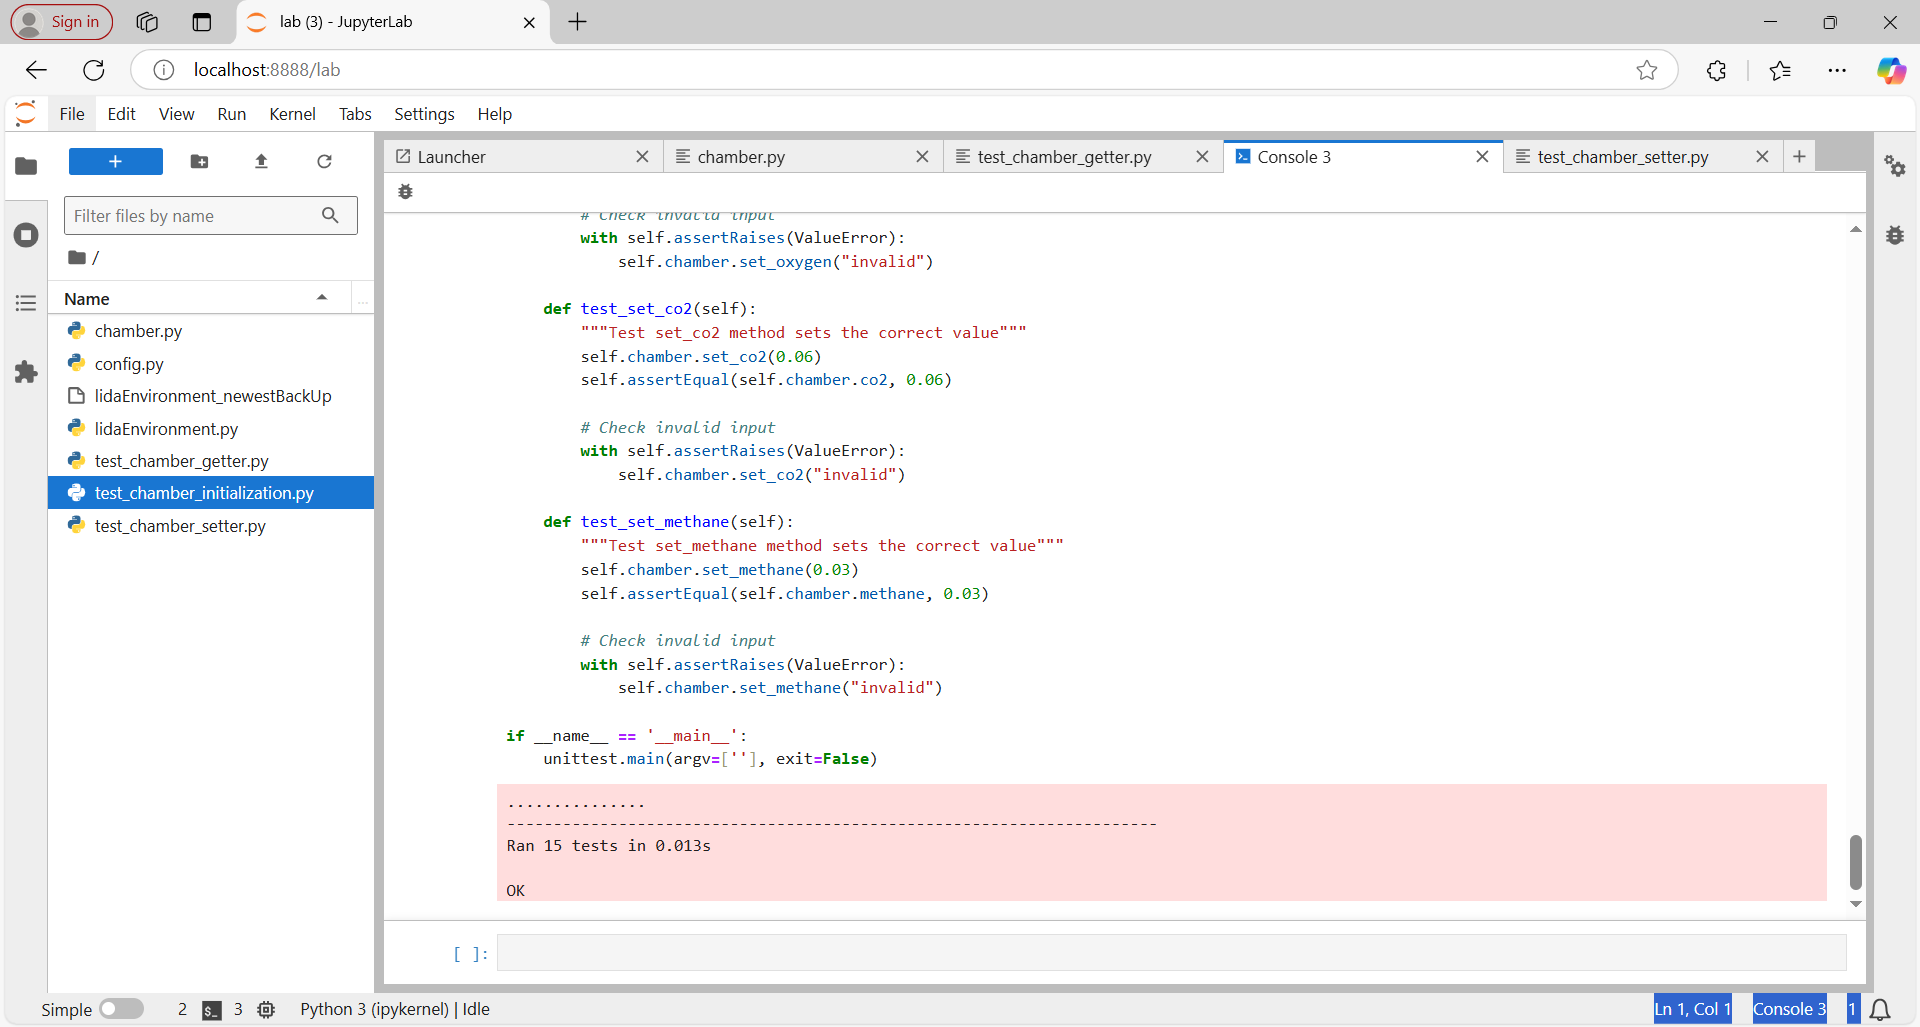 Sign in
lab (3) - JupyterLab
localhost:8888/lab
File Edit View Run Kernel Tabs Settings Help
+
Filter files by name
/
Name
...
chamber.py
config.py
lidaEnvironment_newestBackUp
lidaEnvironment.py
test_chamber_getter.py
test_chamber_initialization.py
test_chamber_setter.py
Launcher
chamber.py
test_chamber_getter.py
Console 3
test_chamber_setter.py
# Check invalid input
with self.assertRaises(ValueError):
self.chamber.set_oxygen("invalid")
def test_set_co2(self):
"""Test set_co2 method sets the correct value"""
self.chamber.set_co2(0.06)
self.assertEqual(self.chamber.co2, 0.06)
# Check invalid input
with self.assertRaises(ValueError):
self.chamber.set_co2("invalid")
def test_set_methane(self):
"""Test set_methane method sets the correct value"""
self.chamber.set_methane(0.03)
self.assertEqual(self.chamber.methane, 0.03)
# Check invalid input
with self.assertRaises(ValueError):
self.chamber.set_methane("invalid")
if __name__ == '__main__':
unittest.main(argv=[''], exit=False)
...............
----------------------------------------------------------------------
Ran 15 tests in 0.013s
OK
[ ]:
Simple 2 $_ 3 Python 3 (ipykernel) | Idle Ln 1, Col 1 Console 3 1